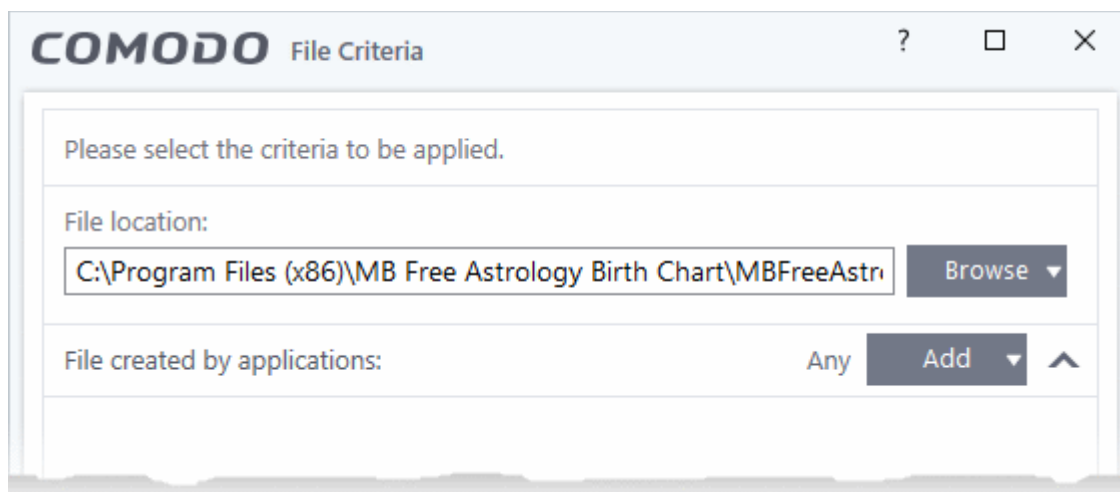 COMODO File Criteria ?
Please select the criteria to be applied.
File location:
C:\Program Files (x86)\MB Free Astrology Birth Chart\MBFreeAstr Browse
File created by applications: Any Add